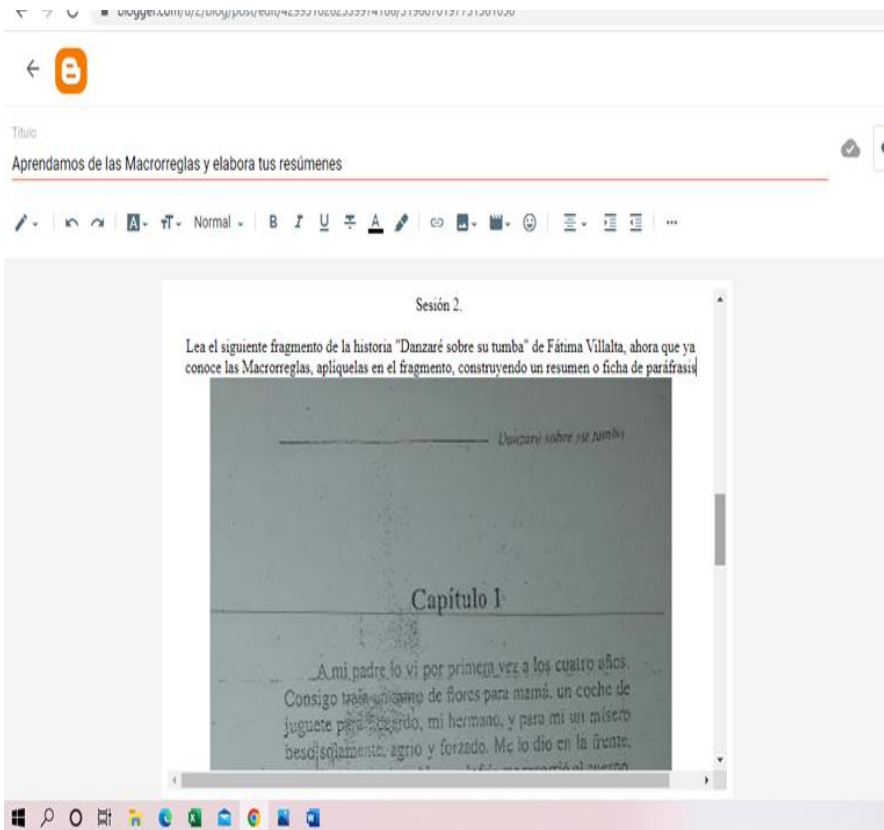 Título
Aprendamos de las Macrorreglas y elabora tus resúmenes
Normal
Sesión 2.
Lea el siguiente fragmento de la historia "Danzaré sobre su tumba" de Fátima Villalta, ahora que ya
conoce las Macrorreglas, aplíquelas en el fragmento, construyendo un resumen o ficha de paráfrasis
Danzaré sobre su tumba
Capítulo 1
A mi padre lo vi por primera vez a los cuatro años.
Consigo traía un ramo de flores para mamá, un coche de
juguete para Eduardo, mi hermano, y para mi un mísero
beso solamente, agrio y forzado. Me lo dio en la frente,
el cuerpo